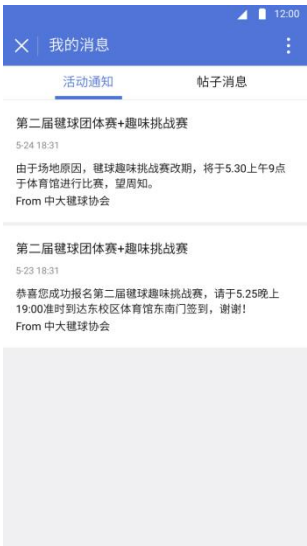 12:00
我的消息
活动通知 帖子消息
第二届毽球团体赛+趣味挑战赛
5-24 18:31
由于场地原因，毽球趣味挑战赛改期，将于5.30上午9点
于体育馆进行比赛，望周知。
From 中大毽球协会
第二届毽球团体赛+趣味挑战赛
5-23 18:31
恭喜您成功报名第二届毽球趣味挑战赛，请于5.25晚上
19:00准时到达东校区体育馆东南门签到，谢谢！
From 中大毽球协会